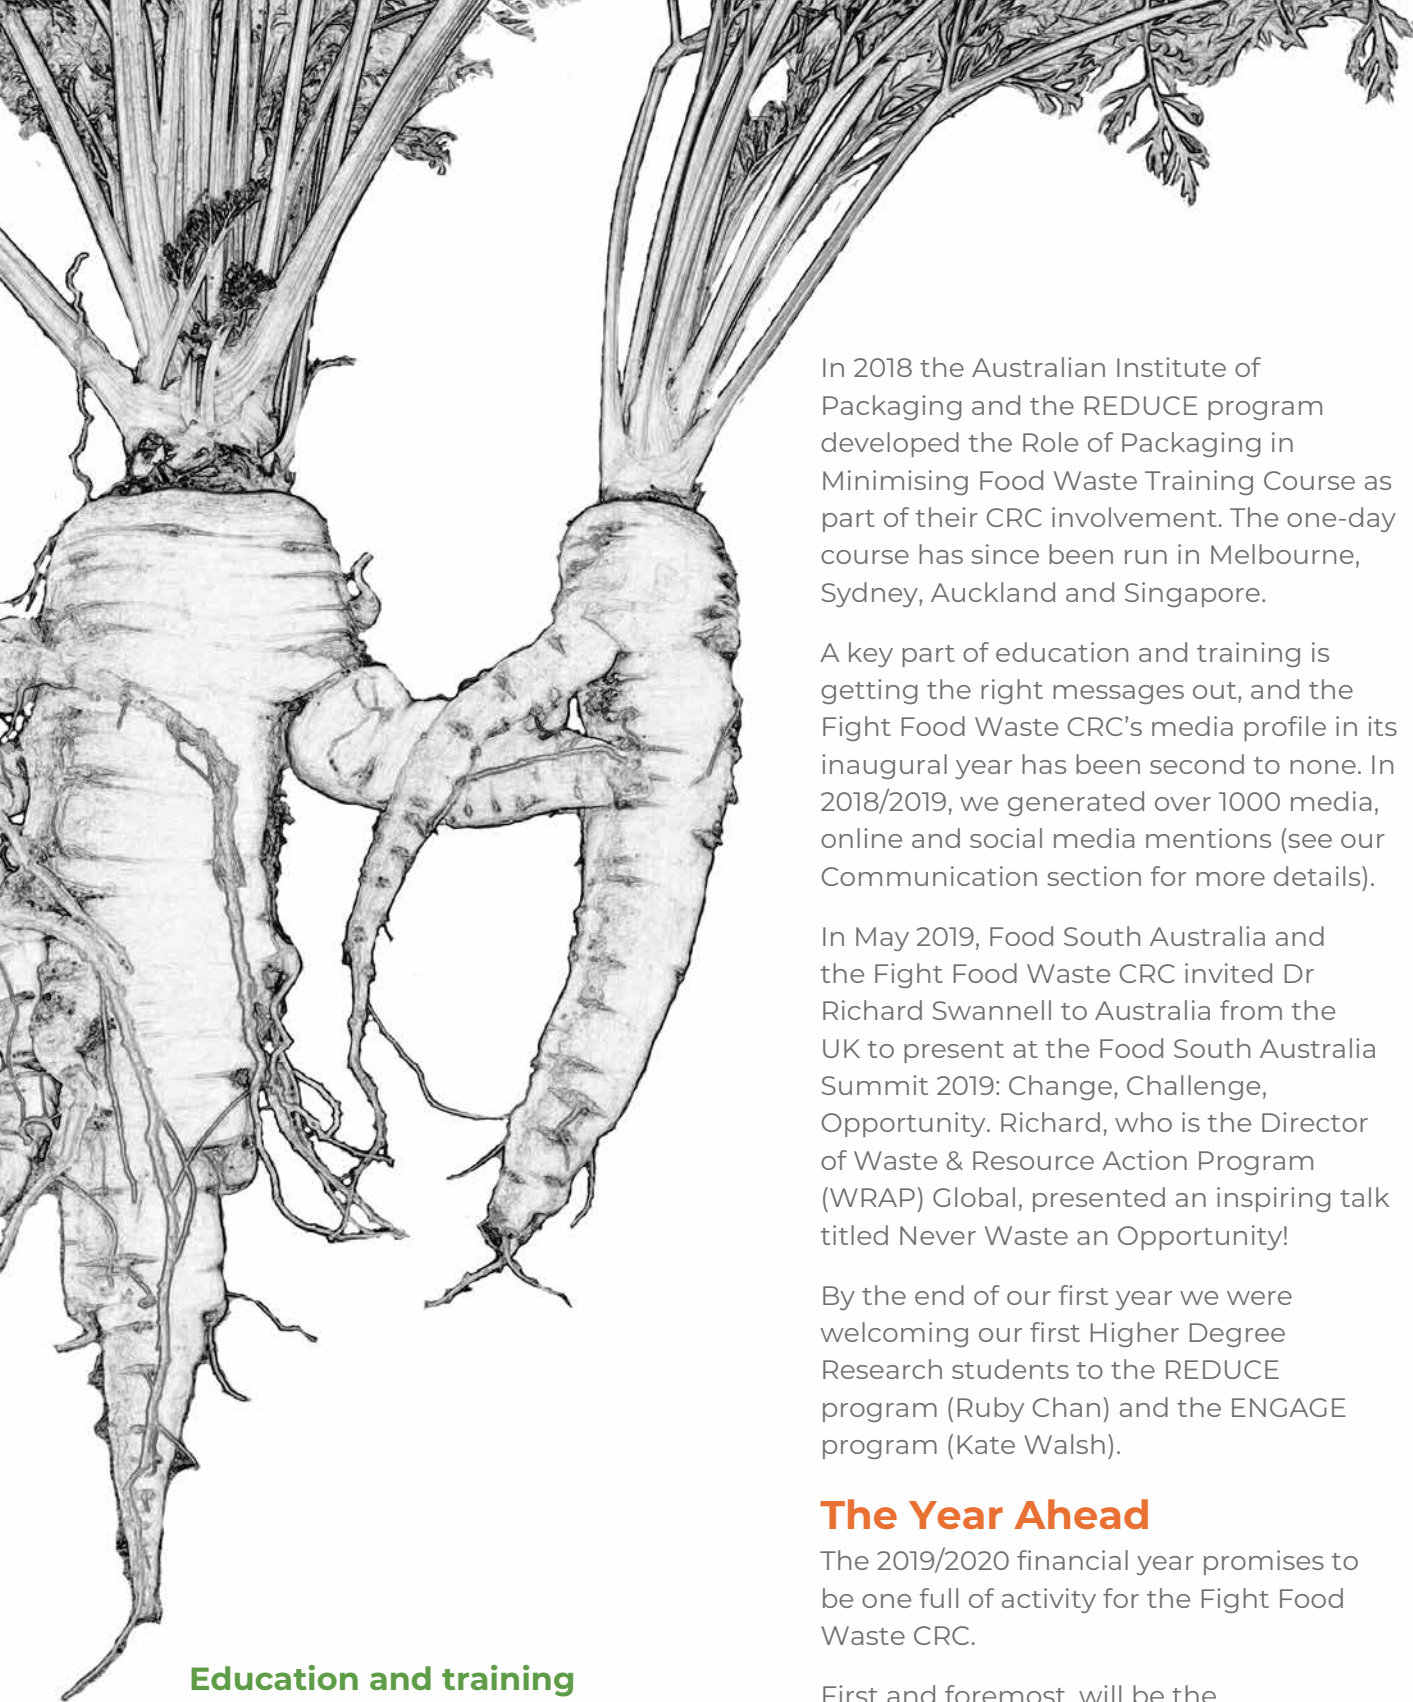 In 2018 the Australian Institute of
Packaging and the REDUCE program
developed the Role of Packaging in
Minimising Food Waste Training Course as
part of their CRC involvement. The one-day
course has since been run in Melbourne,
Sydney, Auckland and Singapore.
A key part of education and training is
getting the right messages out, and the
Fight Food Waste CRC’s media profile in its
inaugural year has been second to none. In
2018/2019, we generated over 1000 media,
online and social media mentions (see our
Communication section for more details).
In May 2019, Food South Australia and
the Fight Food Waste CRC invited Dr
Richard Swannell to Australia from the
UK to present at the Food South Australia
Summit 2019: Change, Challenge,
Opportunity. Richard, who is the Director
of Waste & Resource Action Program
(WRAP) Global, presented an inspiring talk
titled Never Waste an Opportunity!
By the end of our first year we were
welcoming our first Higher Degree
Research students to the REDUCE
program (Ruby Chan) and the ENGAGE
program (Kate Walsh).
The Year Ahead
The 2019/2020 financial year promises to
be one full of activity for the Fight Food
Waste CRC.
First and foremost, will be the
Education and training